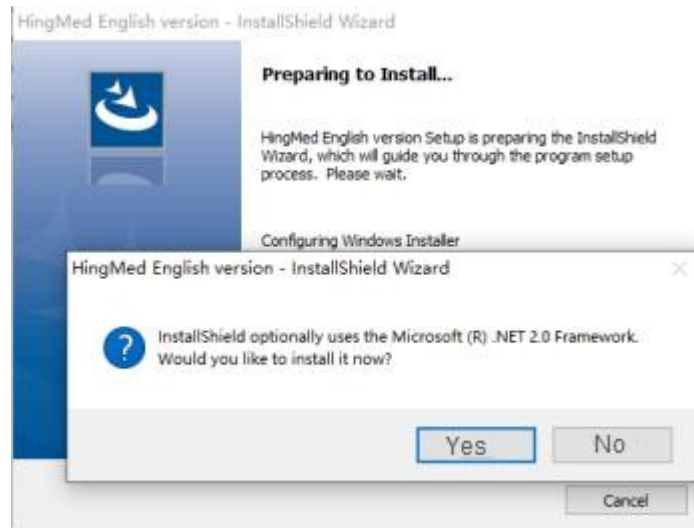 HingMed English version - InstallShield Wizard
Preparing to Install...
HingMed English version Setup is preparing the InstallShield
Wizard, which will guide you through the program setup
process. Please wait.
Configuring Windows Installer
HingMed English version - InstallShield Wizard
InstallShield optionally uses the Microsoft (R) .NET 2.0 Framework.
Would you like to install it now?
Yes No
Cancel